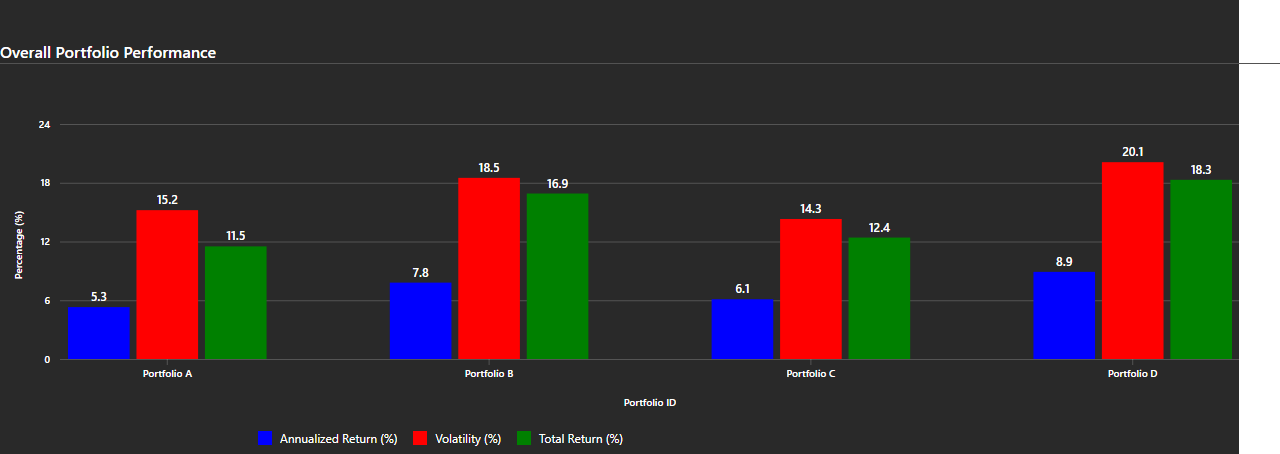 Overall Portfolio Performance
24
18
12
6
0
Percentage (%)
5.3
15.2
11.5
7.8
18.5
16.9
6.1
14.3
12.4
8.9
20.1
18.3
Portfolio A
Portfolio B
Portfolio C
Portfolio D
Portfolio ID
Annualized Return (%)
Volatility (%)
Total Return (%)